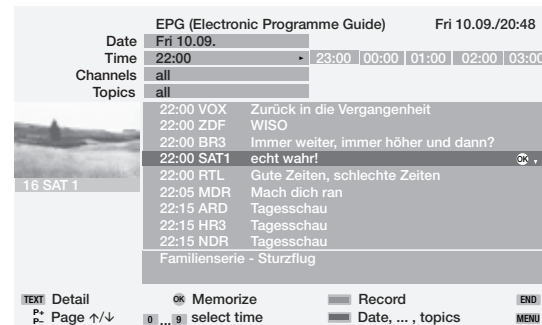 EPG (Electronic Programme Guide) Fri 10.09./20:48
Date Fri 10.09.
Time 22:00 23:00 00:00 01:00 02:00 03:00
Channels all
Topics all
22:00 VOX Zurück in die Vergangenheit
22:00 ZDF WISO
22:00 BR3 Immer weiter, immer höher und dann?
22:00 SAT1 echt wahr! OK
22:00 RTL Gute Zeiten, schlechte Zeiten
16 SAT 1
22:05 MDR Mach dich ran
22:15 ARD Tagesschau
22:15 HR3 Tagesschau
22:15 NDR Tagesschau
Familienserie - Sturzflug
TEXT Detail OK Memorize Record END
P+ P– Page ↑/↓ 0 ... 9 select time Date, ... , topics MENU